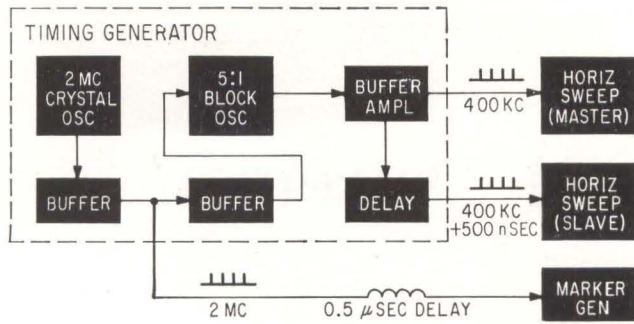 TIMING GENERATOR
2 MC
CRYSTAL
OSC
5:1
BLOCK
OSC
BUFFER
AMPL
400 KC
HORIZ
SWEEP
(MASTER)
BUFFER
BUFFER
DELAY
400 KC
+500 nSEC
HORIZ
SWEEP
(SLAVE)
2 MC
0.5 μSEC DELAY
MARKER
GEN